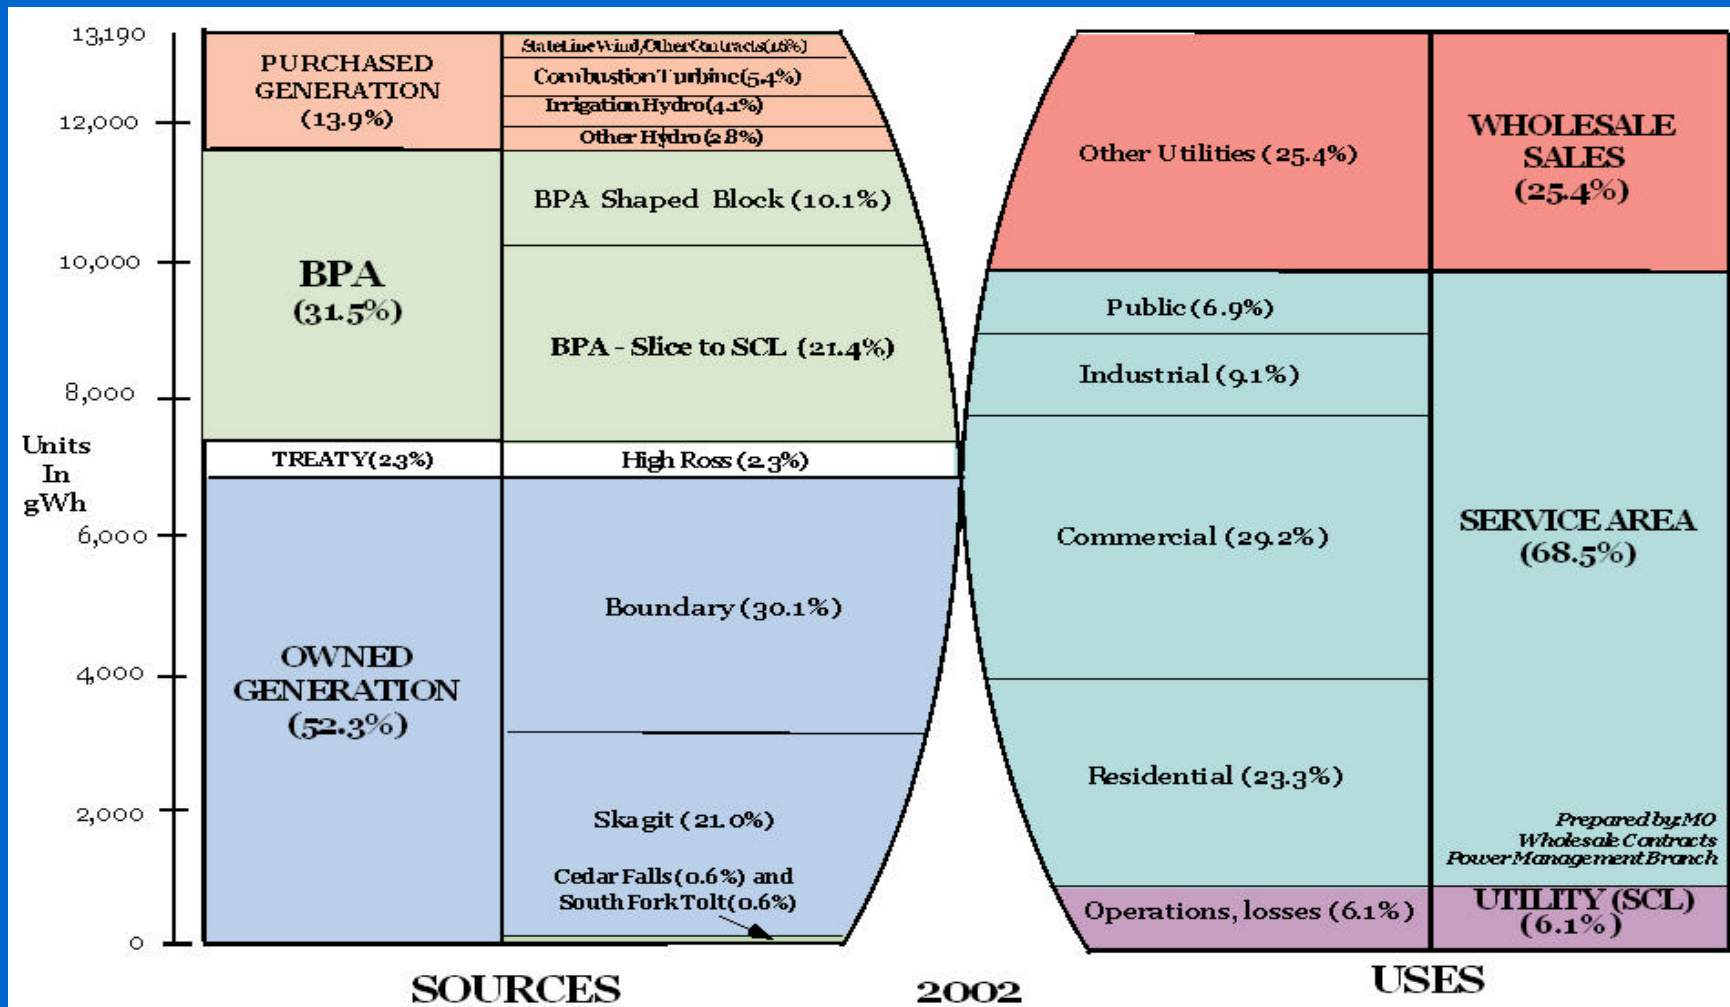 13,190
12,000
10,000
8,000
Units
In
gWh
6,000
4,000
2,000
0
PURCHASED
GENERATION
(13.9%)
BPA
(31.5%)
TREATY (2.3%)
OWNED
GENERATION
(52.3%)
StateLine Wind/Other Contracts (1.6%)
Combustion Turbine (5.4%)
Irrigation Hydro (4.1%)
Other Hydro (2.8%)
BPA Shaped Block (10.1%)
BPA - Slice to SCL (21.4%)
High Ross (2.3%)
Boundary (30.1%)
Skagit (21.0%)
Cedar Falls (0.6%) and
South Fork Tolt (0.6%)
Other Utilities (25.4%)
Public (6.9%)
Industrial (9.1%)
Commercial (29.2%)
Residential (23.3%)
Operations, losses (6.1%)
WHOLESALE
SALES
(25.4%)
SERVICE AREA
(68.5%)
Prepared by: MO
Wholesale Contracts
Power Management Branch
UTILITY (SCL)
(6.1%)
SOURCES
2002
USES